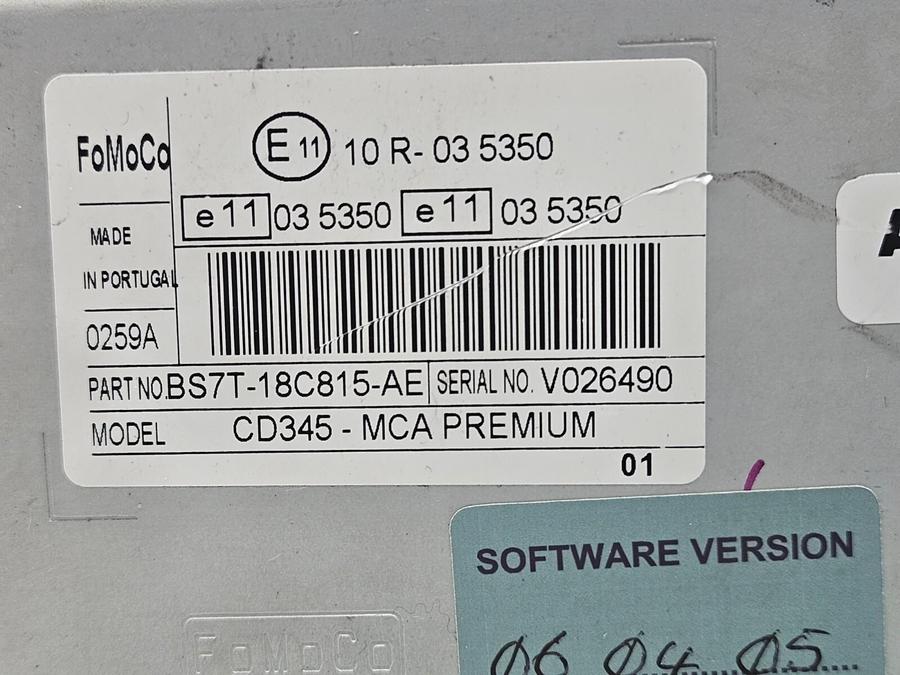 FoMoCo
E 11 10 R- 03 5350
e 11 03 5350 e 11 03 5350
MADE
IN PORTUGAL
0259A
PART NO. BS7T-18C815-AE SERIAL NO. V026490
MODEL CD345 - MCA PREMIUM
01
SOFTWARE VERSION
06 04 05
FoMoCo